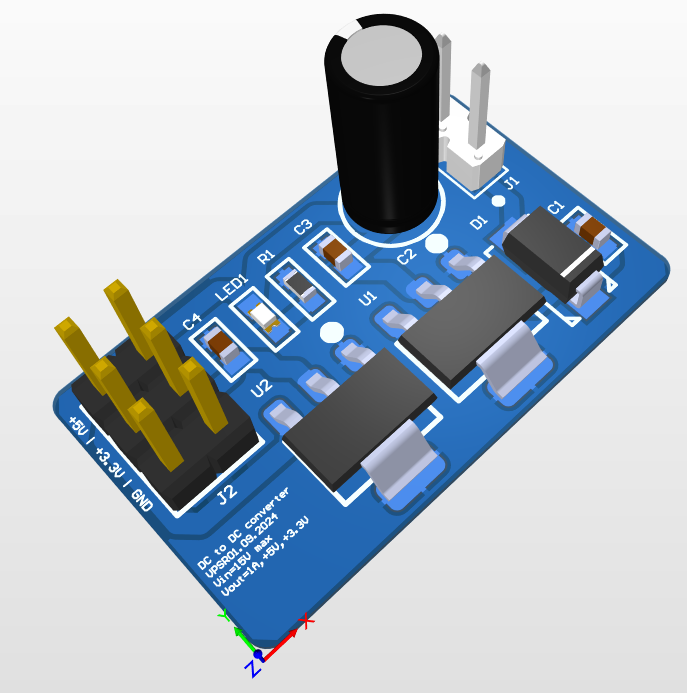 J1
C1
D1
C3
C2
R1
LED1
U1
C4
U2
+5V | +3.3V | GND
J2
DC to DC converter
VPSR01.09.2024
Vin=15V max
Vout=1A,+5V,+3.3V
Y
X
Z